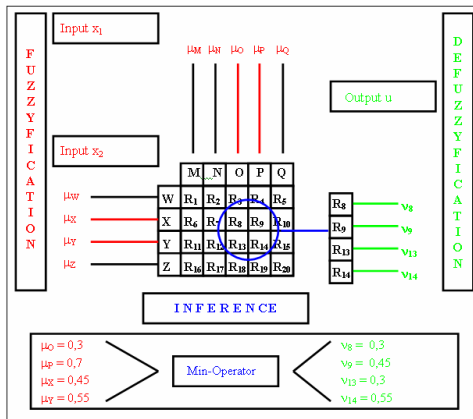 FUZZYFICATION
Input x₁
μM μN μO μP μQ
DEFUZZYFICATION
Output u
Input x₂
M N O P Q
μW W R₁ R₂ R₃ R₄ R₅
μX X R₆ R₇ R₈ R₉ R₁₀
μY Y R₁₁ R₁₂ R₁₃ R₁₄ R₁₅
μZ Z R₁₆ R₁₇ R₁₈ R₁₉ R₂₀
R₈ ν₈
R₉ ν₉
R₁₃ ν₁₃
R₁₄ ν₁₄
INFERENCE
μO = 0,3
μP = 0,7
μX = 0,45
μY = 0,55
Min-Operator
ν₈ = 0,3
ν₉ = 0,45
ν₁₃ = 0,3
ν₁₄ = 0,55